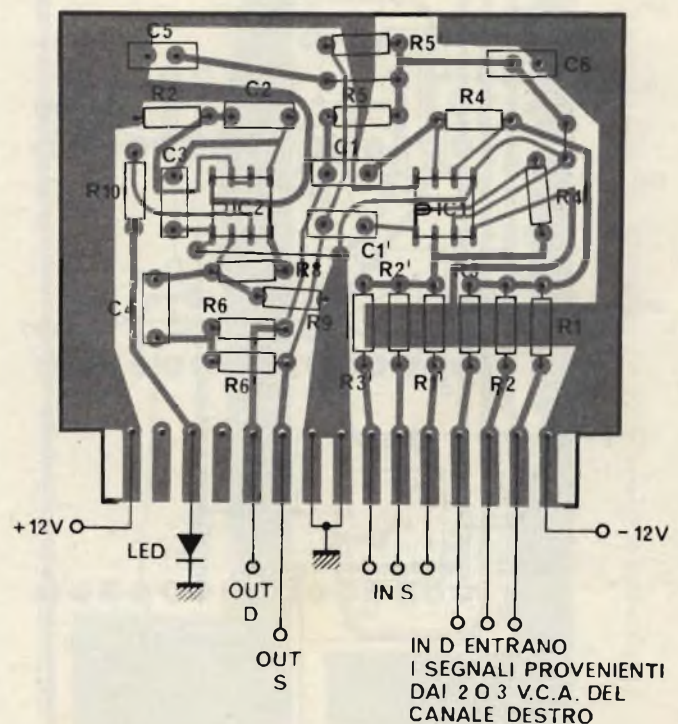 C5
R5
C6
R2
C2
R5
R4
C1
C3
R10
IC2
IC1
R4'
C1'
R8
R2'
R3
C4
R6
R9
R1
R6'
R3'
R1'
R2
+12V
-12V
LED
OUT
D
IN S
OUT
S
IN D ENTRANO
I SEGNALI PROVENIENTI
DAI 2 O 3 V.C.A. DEL
CANALE DESTRO